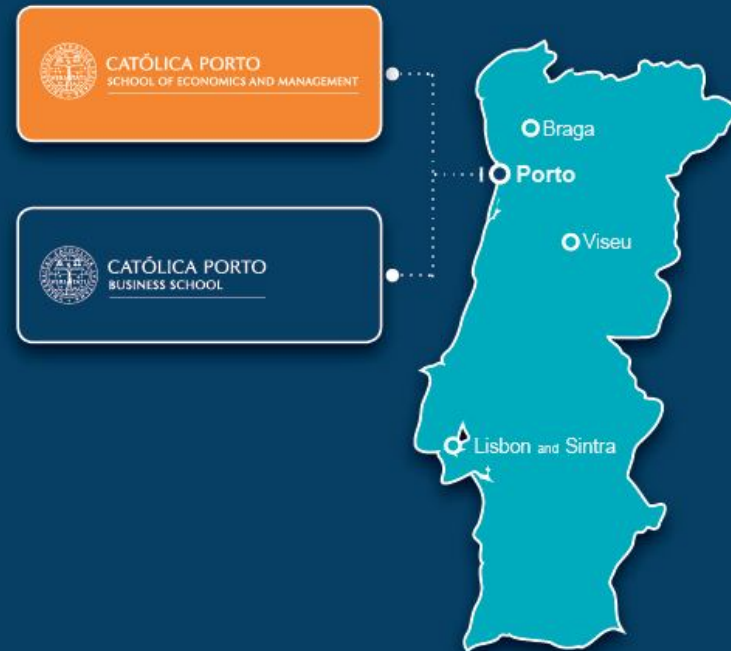 CATÓLICA PORTO
SCHOOL OF ECONOMICS AND MANAGEMENT
Braga
Porto
CATÓLICA PORTO
BUSINESS SCHOOL
Viseu
Lisbon and Sintra